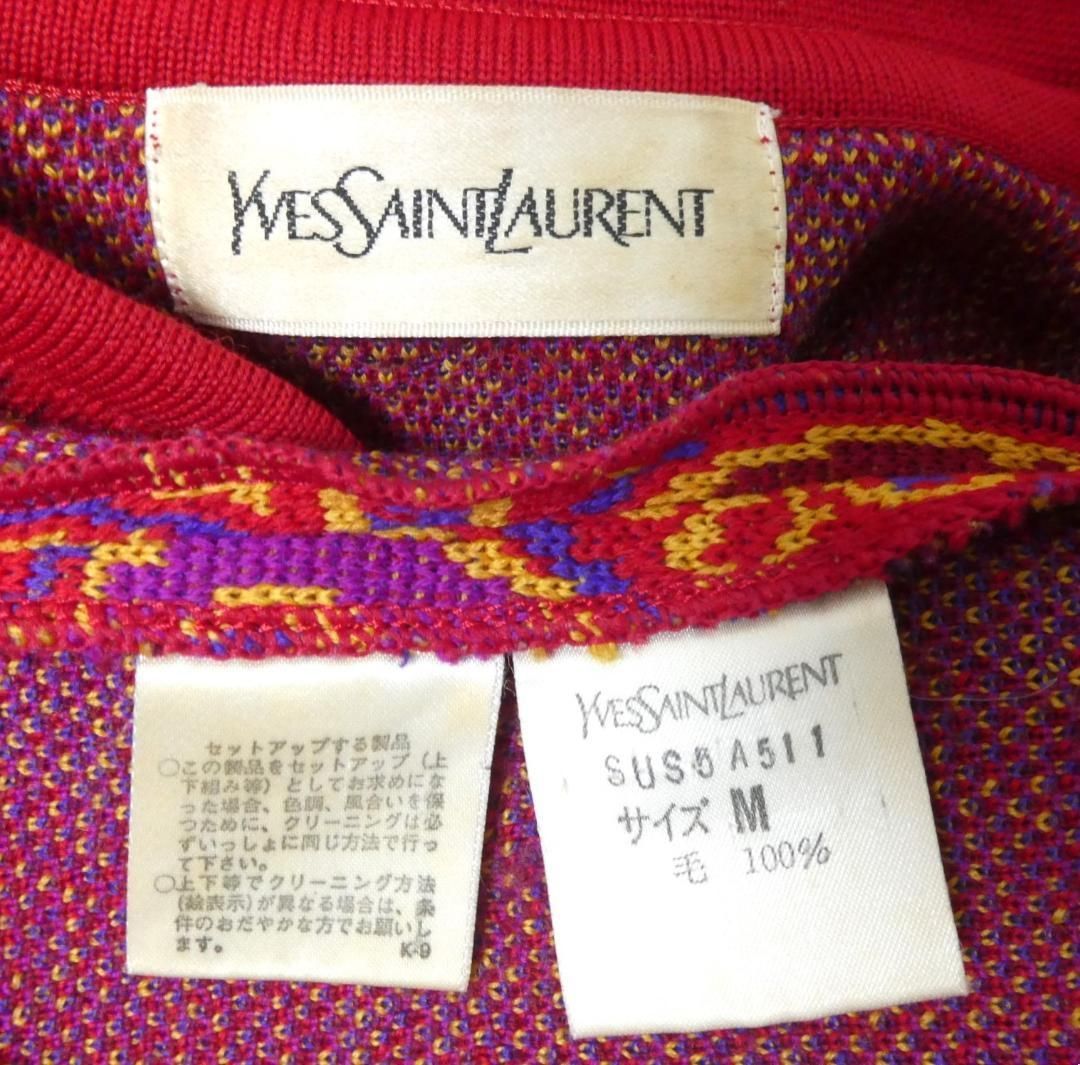 YVESSAINTLAURENT
セットアップする製品
○この製品をセットアップ(上
下組み等)としてお求めにな
った場合、色調、風合いを保
つために、クリーニングは必
ずいっしょに同じ方法で行っ
て下さい。
○上下等でクリーニング方法
(絵表示)が異なる場合は、条
件のおだやかな方でお願いし
ます。 K-9
YVESSAINTLAURENT
SUS5A511
サイズ M
毛 100%